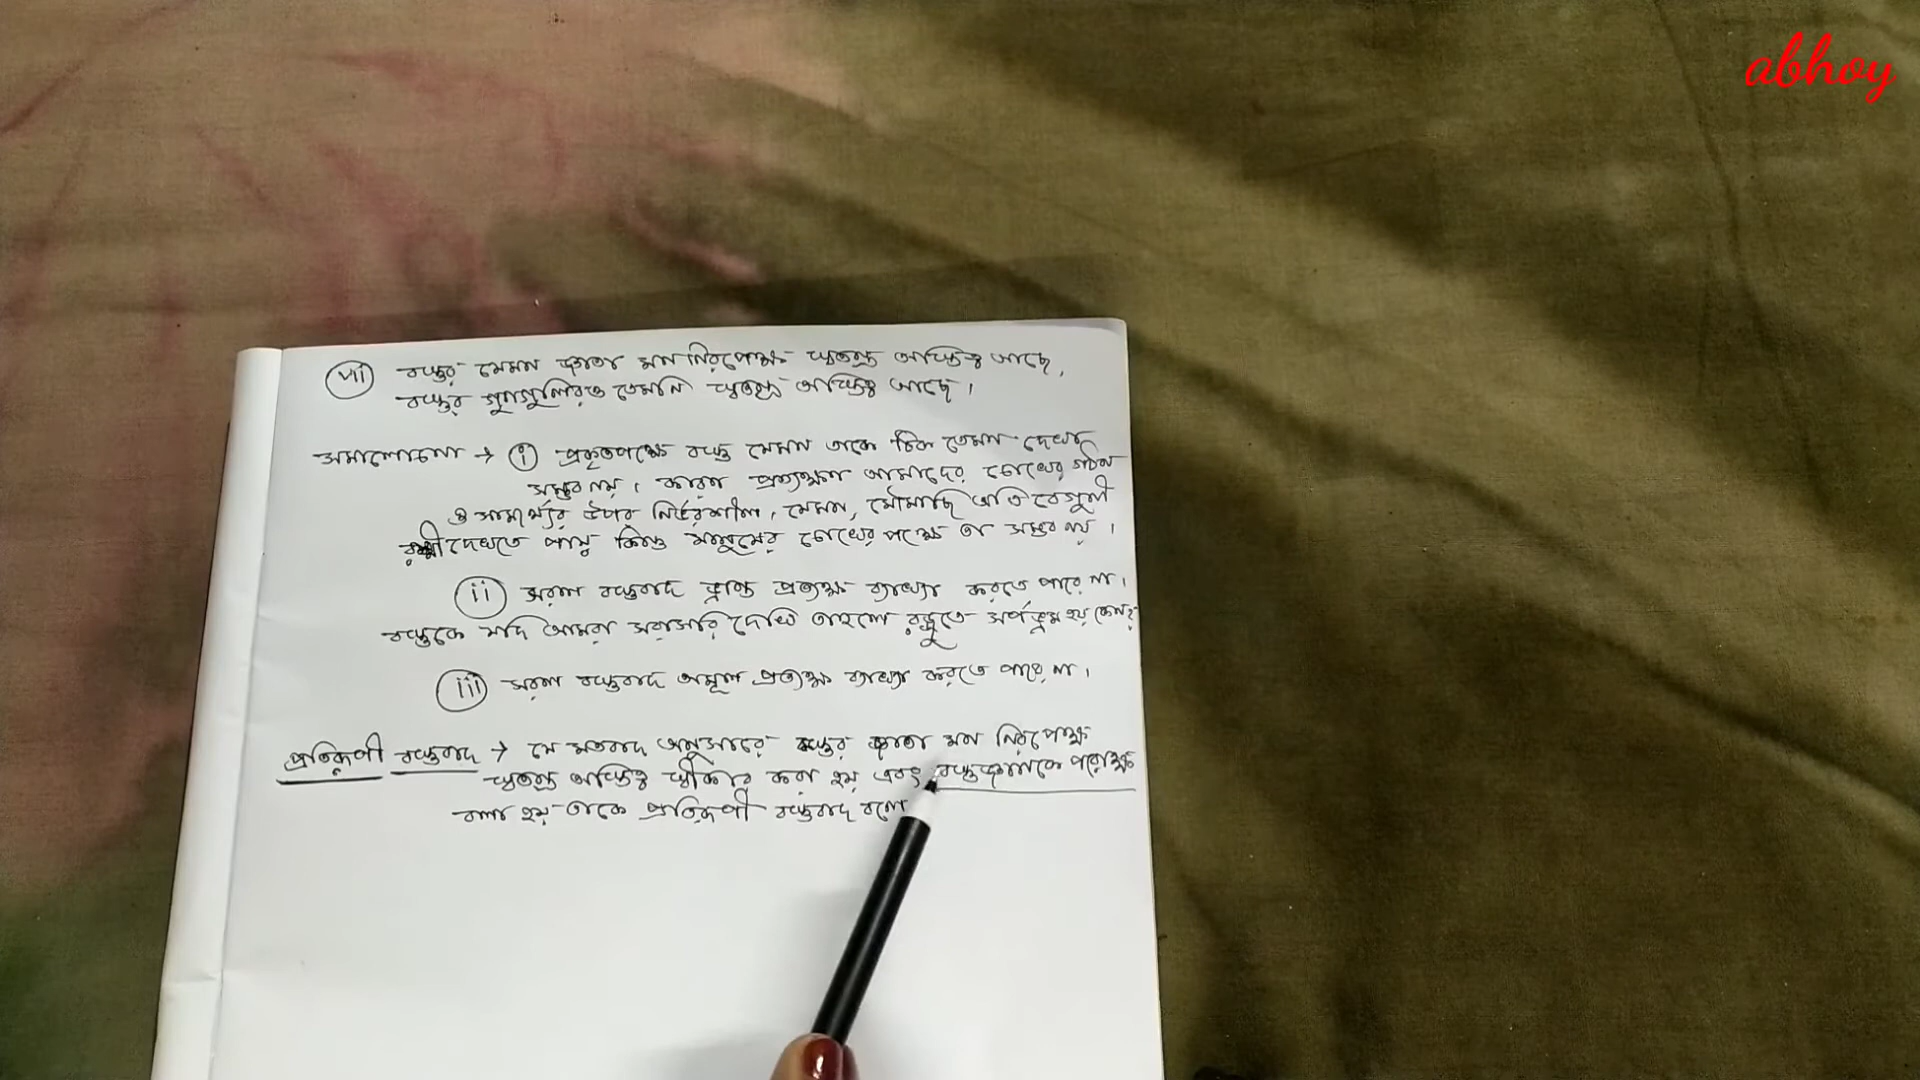 abhoy
vii বস্তুর যেমন জ্ঞাতা মন নিরপেক্ষ স্বতন্ত্র অস্তিত্ব আছে,
বস্তুর গুণগুলিরও তেমনি স্বতন্ত্র অস্তিত্ব আছে।
সমালোচনা → i প্রকৃতপক্ষে বস্তু যেমন তাকে ঠিক তেমন দেখা
সম্ভব নয়। কারণ প্রত্যক্ষণ আমাদের চোখের গঠন
ও সামর্থ্যের উপর নির্ভরশীল। যেমন, মৌমাছি অতি বেগুনী
রশ্মী দেখতে পায় কিন্তু মানুষের চোখের পক্ষে তা সম্ভব নয়।
ii সরল বস্তুবাদ ভ্রান্ত প্রত্যক্ষ ব্যাখ্যা করতে পারে না।
বস্তুকে যদি আমরা সরাসরি দেখি তাহলে রজ্জুতে সর্পভ্রম হয় কেন?
iii সরল বস্তুবাদ অমূল প্রত্যক্ষ ব্যাখ্যা করতে পারে না।
প্রতিরূপী বস্তুবাদ → যে মতবাদ অনুসারে বস্তুর জ্ঞাতা মন নিরপেক্ষ
স্বতন্ত্র অস্তিত্ব স্বীকার করা হয় এবং বস্তুজ্ঞানকে পরোক্ষ
বলা হয় তাকে প্রতিরূপী বস্তুবাদ বলে